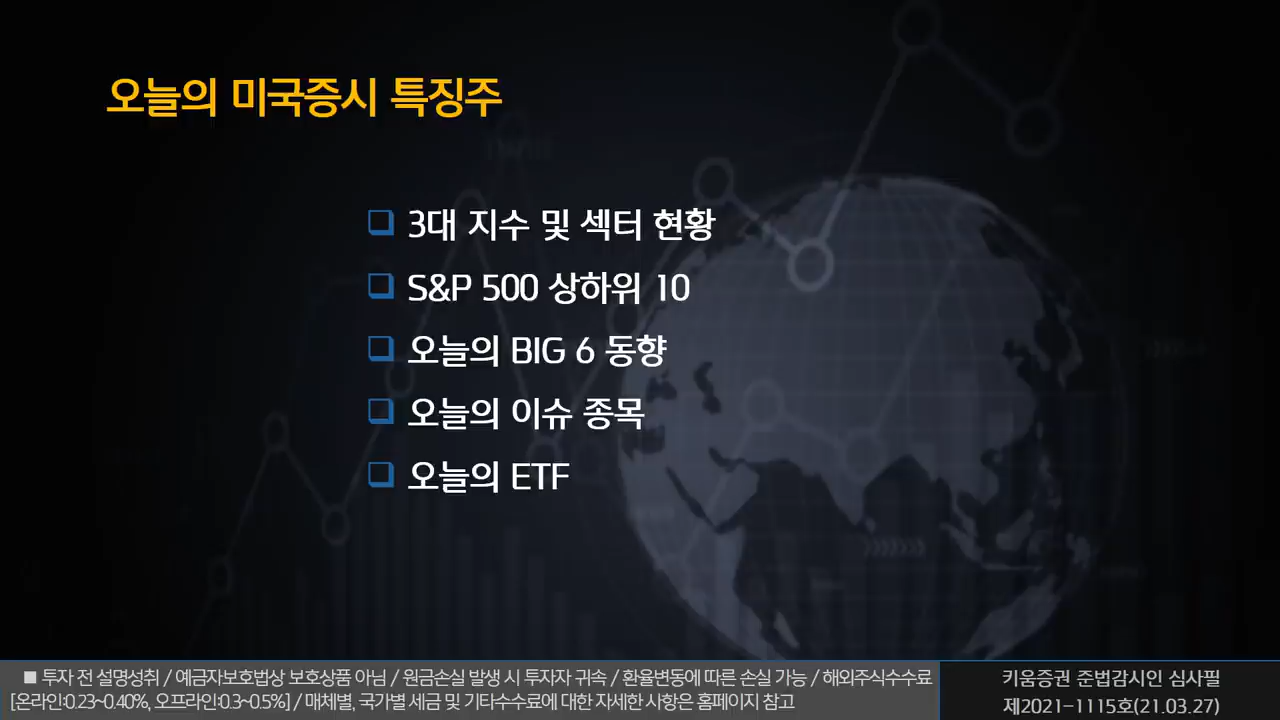 오늘의 미국증시 특징주
❑ 3대 지수 및 섹터 현황
❑ S&P 500 상하위 10
❑ 오늘의 BIG 6 동향
❑ 오늘의 이슈 종목
❑ 오늘의 ETF
■ 투자 전 설명성취 / 예금자보호법상 보호상품 아님 / 원금손실 발생 시 투자자 귀속 / 환율변동에 따른 손실 가능 / 해외주식수수료
[온라인:0.23~0.40%, 오프라인:0.3~0.5%] / 매체별, 국가별 세금 및 기타수수료에 대한 자세한 사항은 홈페이지 참고
키움증권 준법감시인 심사필
제2021-1115호(21.03.27)